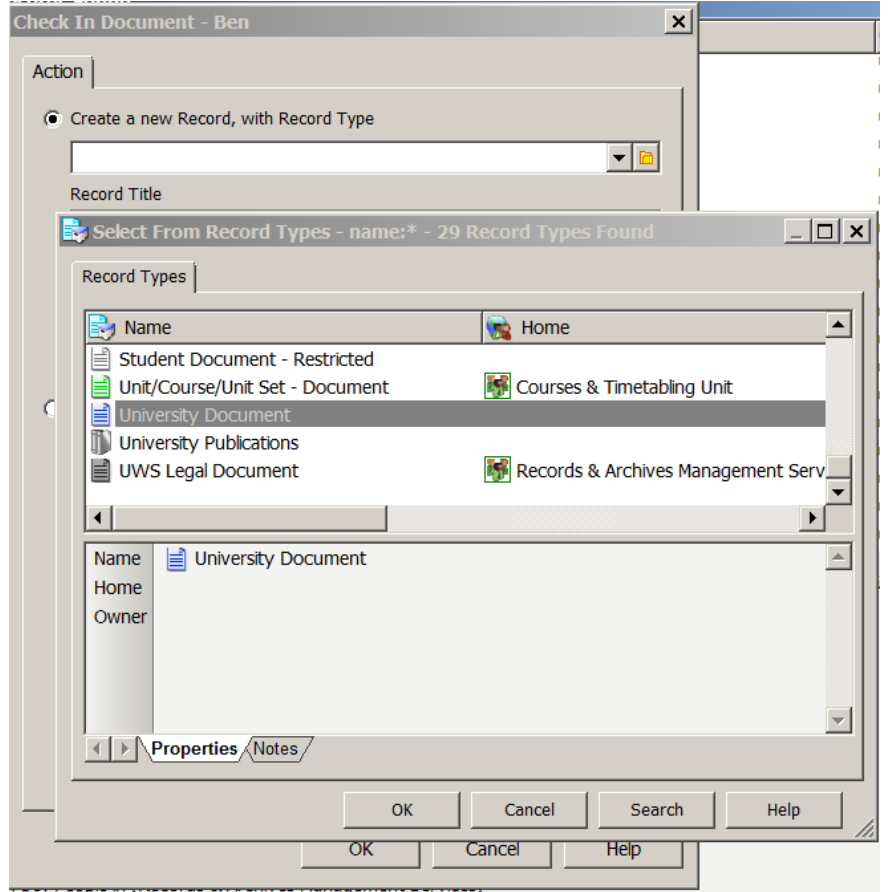 Check In Document - Ben
Action
Create a new Record, with Record Type
Record Title
Select From Record Types - name:* - 29 Record Types Found
Record Types
Name Home
Student Document - Restricted
Unit/Course/Unit Set - Document Courses & Timetabling Unit
University Document
University Publications
UWS Legal Document Records & Archives Management Serv
Name University Document
Home
Owner
Properties Notes
OK Cancel Search Help
OK Cancel Help